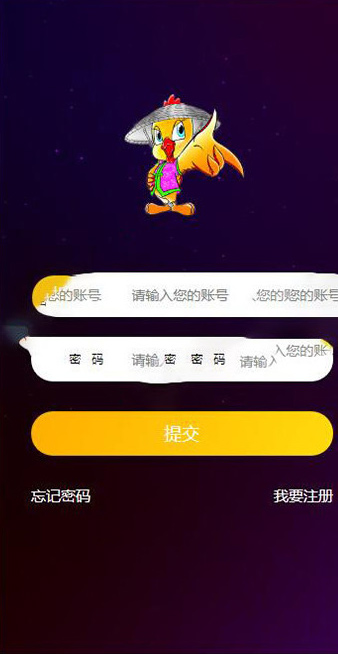 您的账号 请输入您的账号 您的您的账号
入您的账
密 码 请输 密 密 码 请输入
提交
忘记密码 我要注册